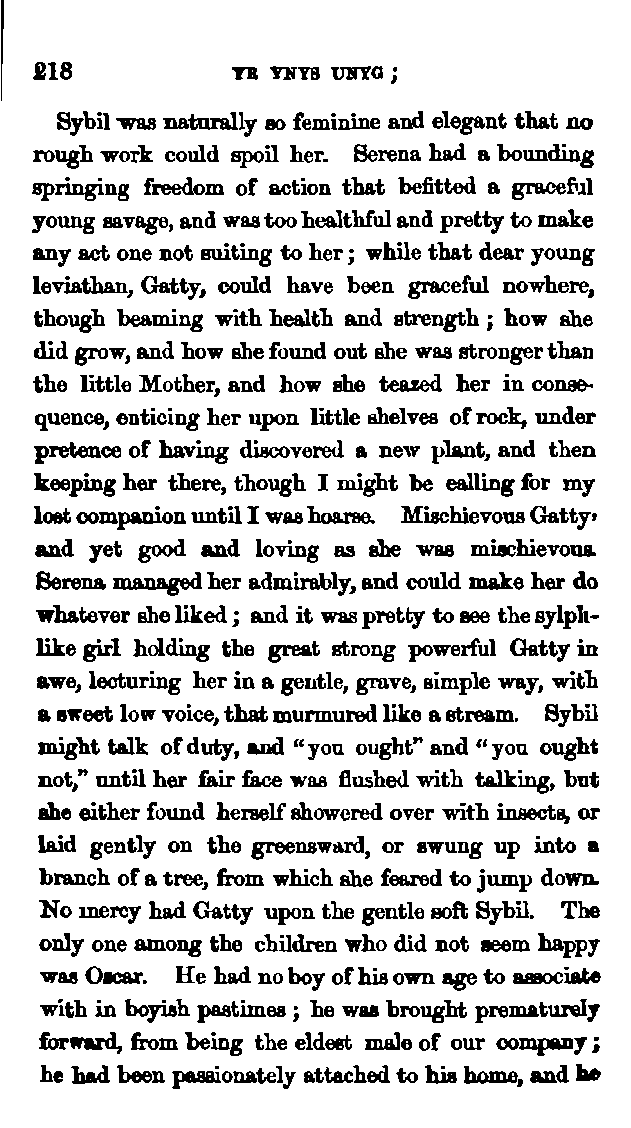 218 YR YNYS UNYG ;
Sybil was naturally so feminine and elegant that no
rough work could spoil her. Serena had a bounding
springing freedom of action that befitted a graceful
young savage, and was too healthful and pretty to make
any act one not suiting to her ; while that dear young
leviathan, Gatty, could have been graceful nowhere,
though beaming with health and strength ; how she
did grow, and how she found out she was stronger than
the little Mother, and how she teazed her in conse-
quence, enticing her upon little shelves of rock, under
pretence of having discovered a new plant, and then
keeping her there, though I might be ealling for my
lost companion until I was hoarse. Mischievous Gatty,
and yet good and loving as she was mischievous.
Serena managed her admirably, and could make her do
whatever she liked ; and it was pretty to see the sylph-
like girl holding the great strong powerful Gatty in
awe, lecturing her in a gentle, grave, simple way, with
a sweet low voice, that murmured like a stream. Sybil
might talk of duty, and "you ought" and "you ought
not," until her fair face was flushed with talking, but
she either found herself showered over with insects, or
laid gently on the greensward, or swung up into a
branch of a tree, from which she feared to jump down.
No mercy had Gatty upon the gentle soft Sybil. The
only one among the children who did not seem happy
was Oscar. He had no boy of his own age to associate
with in boyish pastimes ; he was brought prematurely
forward, from being the eldest male of our company ;
he had been passionately attached to his home, and he